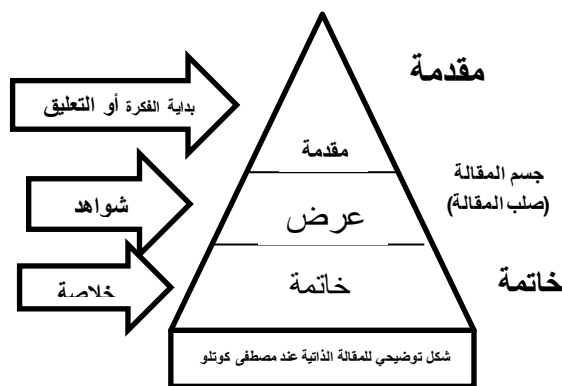 مقدمة
بداية الفكرة أو التعليق
مقدمة
جسم المقالة
(صلب المقالة)
عرض
شواهد
خاتمة
خاتمة
خلاصة
شكل توضيحي للمقالة الذاتية عند مصطفى كوتلو